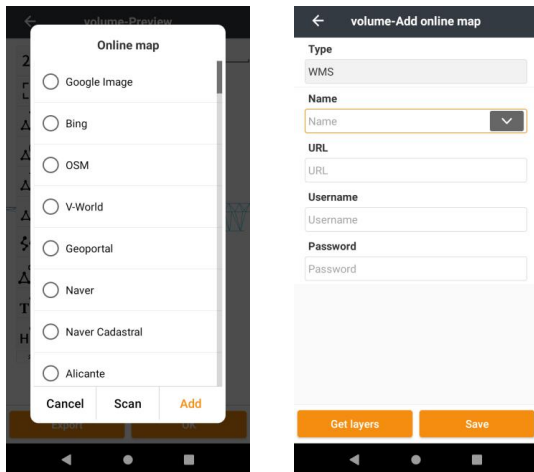 volume-Preview
Online map
Google Image
Bing
OSM
V-World
Geoportal
Naver
Naver Cadastral
Alicante
Cancel Scan Add
Export OK
volume-Add online map
Type
WMS
Name
Name
URL
URL
Username
Username
Password
Password
Get layers Save